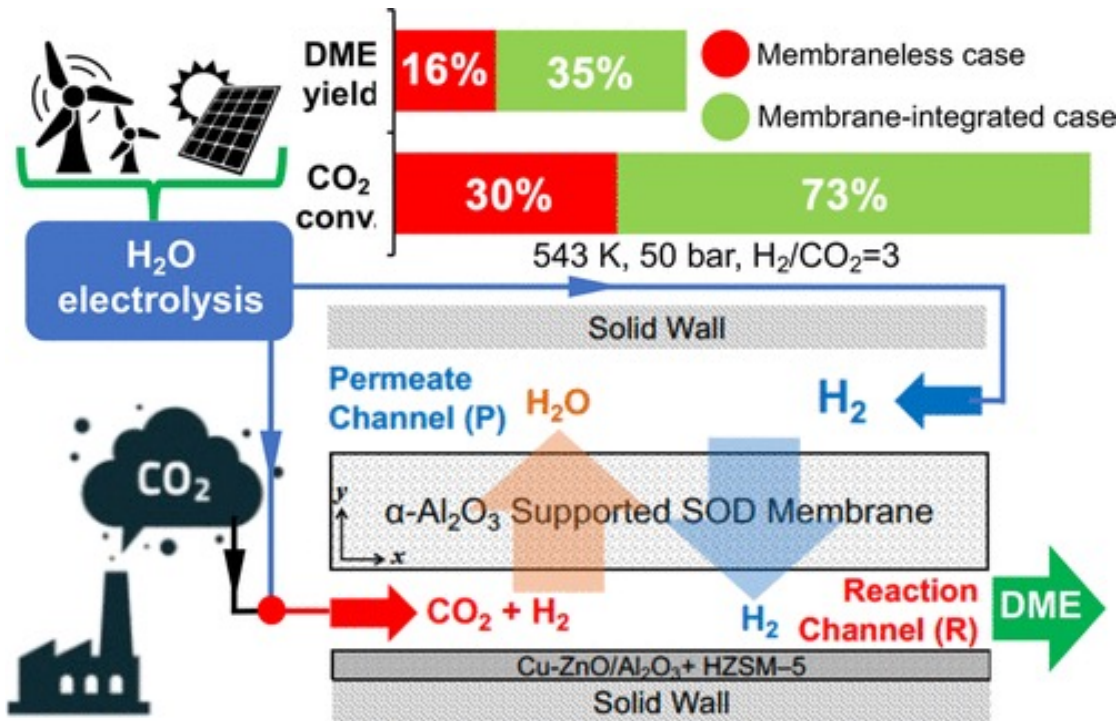 DME
yield
16%
35%
Membraneless case
Membrane-integrated case
CO₂
conv.
30%
73%
543 K, 50 bar, H₂/CO₂=3
H₂O
electrolysis
Solid Wall
Permeate
Channel (P)
H₂O
H₂
CO₂
y
α-Al₂O₃ Supported SOD Membrane
x
CO₂ + H₂
H₂
Reaction
Channel (R)
DME
Cu-ZnO/Al₂O₃+ HZSM–5
Solid Wall